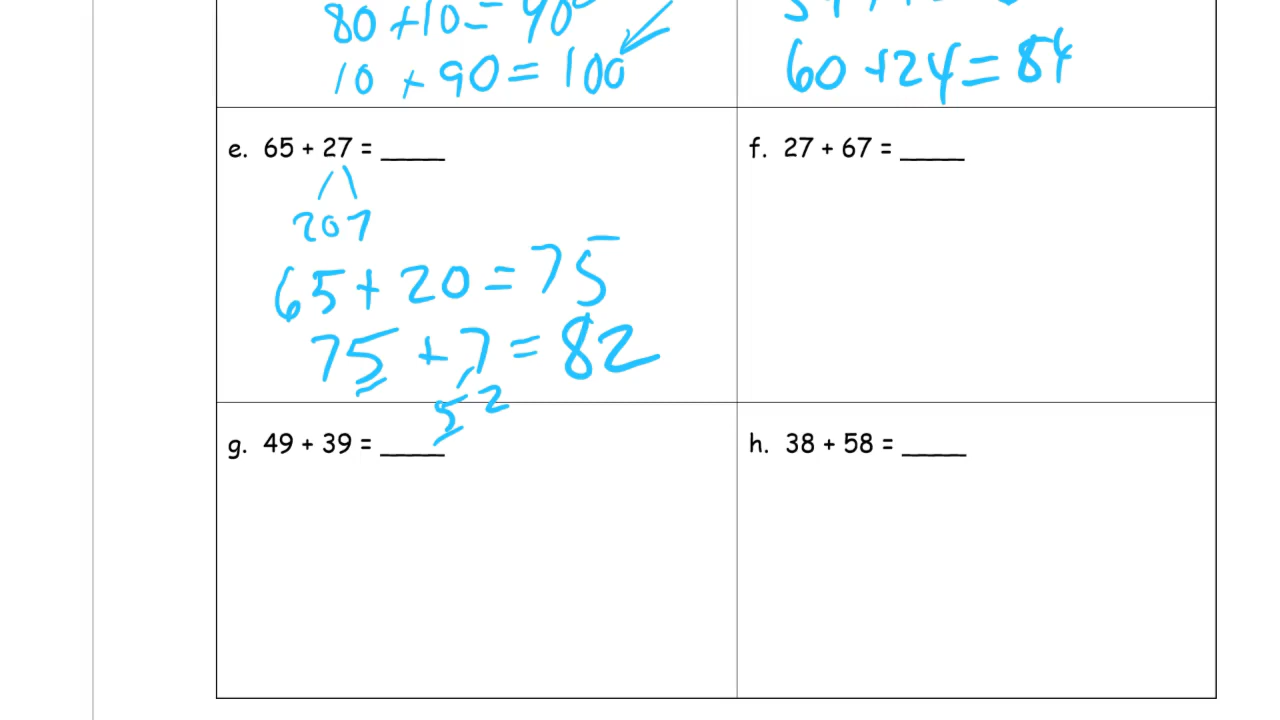 80 + 10 = 90
10 + 90 = 100
60 + 24 = 84
e. 65 + 27 = _____
20 7
65 + 20 = 75
75 + 7 = 82
5 2
f. 27 + 67 = _____
g. 49 + 39 = _____
h. 38 + 58 = _____